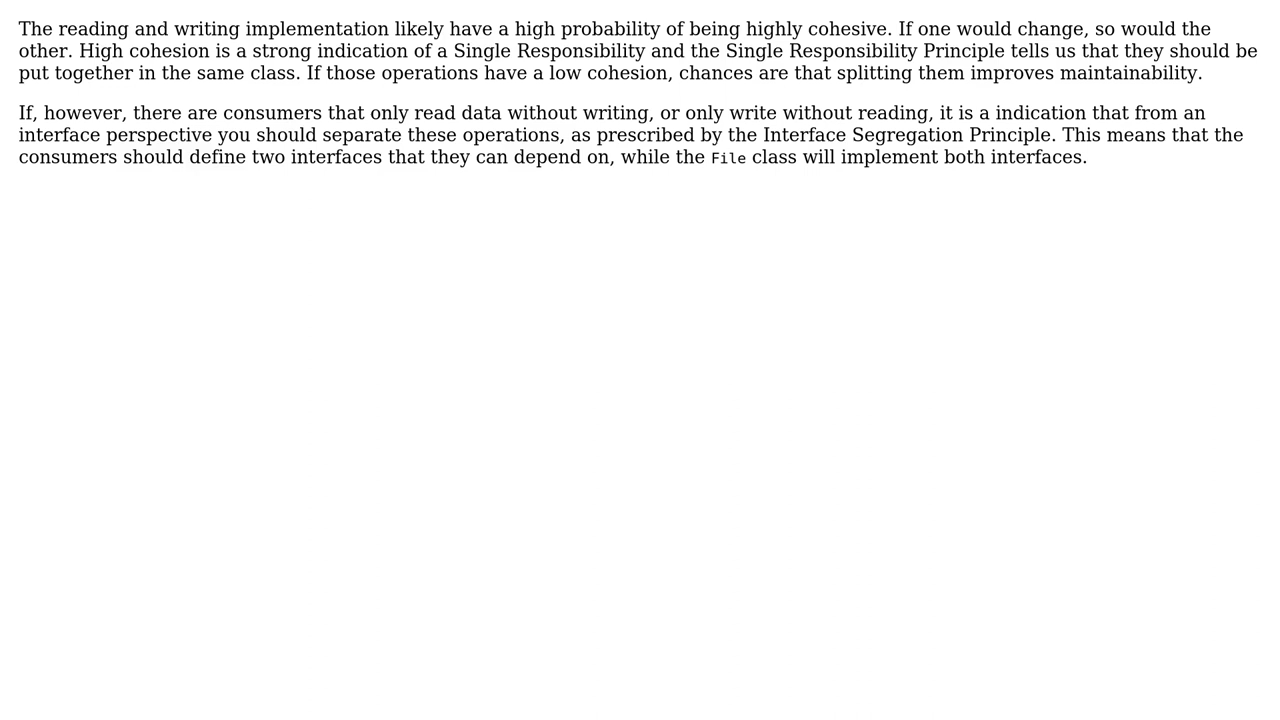 The reading and writing implementation likely have a high probability of being highly cohesive. If one would change, so would the
other. High cohesion is a strong indication of a Single Responsibility and the Single Responsibility Principle tells us that they should be
put together in the same class. If those operations have a low cohesion, chances are that splitting them improves maintainability.
If, however, there are consumers that only read data without writing, or only write without reading, it is a indication that from an
interface perspective you should separate these operations, as prescribed by the Interface Segregation Principle. This means that the
consumers should define two interfaces that they can depend on, while the File class will implement both interfaces.